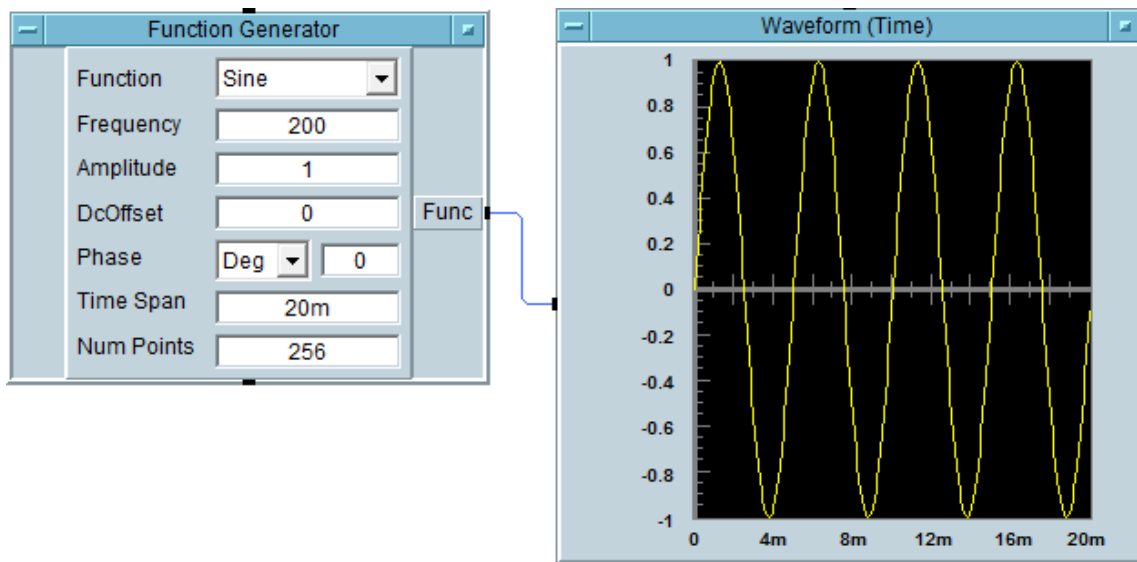 Function Generator
Function Sine
Frequency 200
Amplitude 1
DcOffset 0
Func
Phase Deg 0
Time Span 20m
Num Points 256
Waveform (Time)
1
0.8
0.6
0.4
0.2
0
-0.2
-0.4
-0.6
-0.8
-1
0 4m 8m 12m 16m 20m